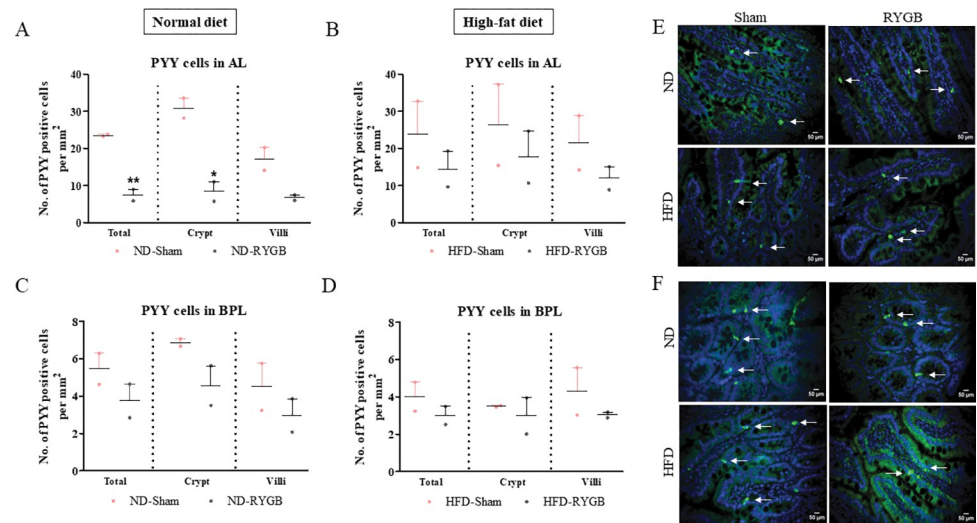 Normal diet
High-fat diet
A
PYY cells in AL
No. of PYY positive cells
per mm²
40
30
20
10
0
**
*
Total
Crypt
Villi
ND-Sham
ND-RYGB
B
PYY cells in AL
No. of PYY positive cells
per mm²
40
30
20
10
0
Total
Crypt
Villi
HFD-Sham
HFD-RYGB
C
PYY cells in BPL
No. of PYY positive cells
per mm²
8
6
4
2
0
Total
Crypt
Villi
ND-Sham
ND-RYGB
D
PYY cells in BPL
No. of PYY positive cells
per mm²
8
6
4
2
0
Total
Crypt
Villi
HFD-Sham
HFD-RYGB
E
Sham
RYGB
ND
50 µm
50 µm
HFD
50 µm
50 µm
F
ND
50 µm
50 µm
HFD
50 µm
50 µm